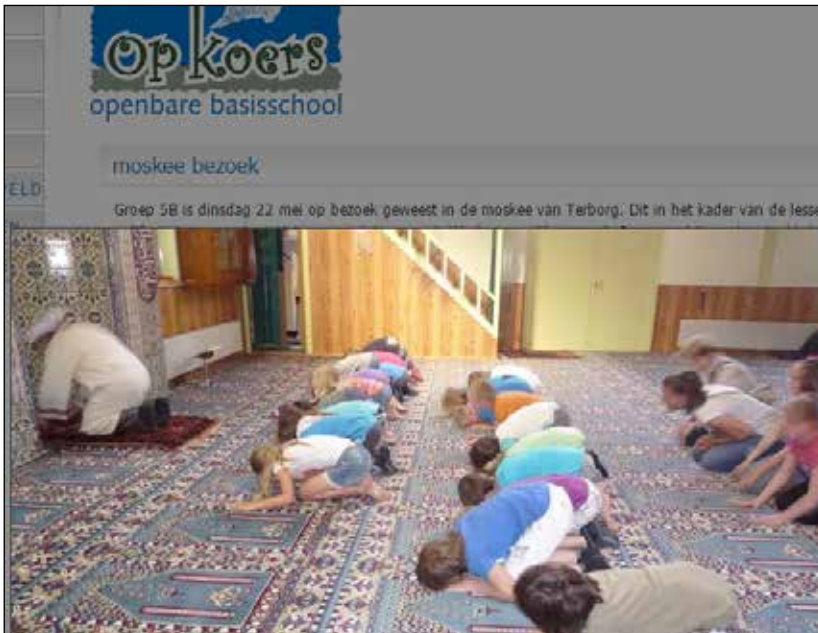 Op koers
openbare basisschool
moskee bezoek
ELD
Groep 5B is dinsdag 22 mei op bezoek geweest in de moskee van Terborg. Dit in het kader van de lesse